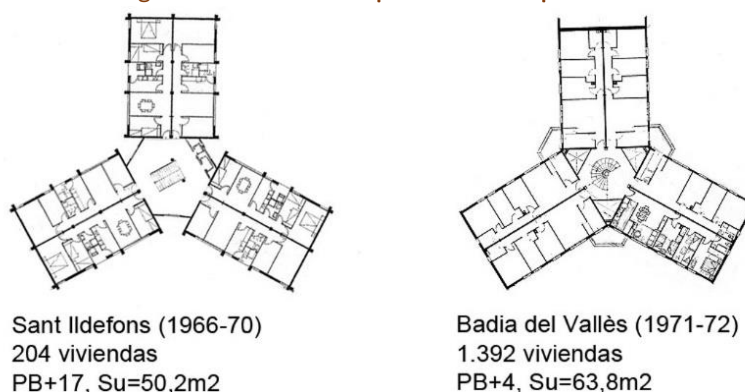 Sant Ildefons (1966-70)
204 viviendas
PB+17, Su=50,2m2
Badia del Vallès (1971-72)
1.392 viviendas
PB+4, Su=63,8m2